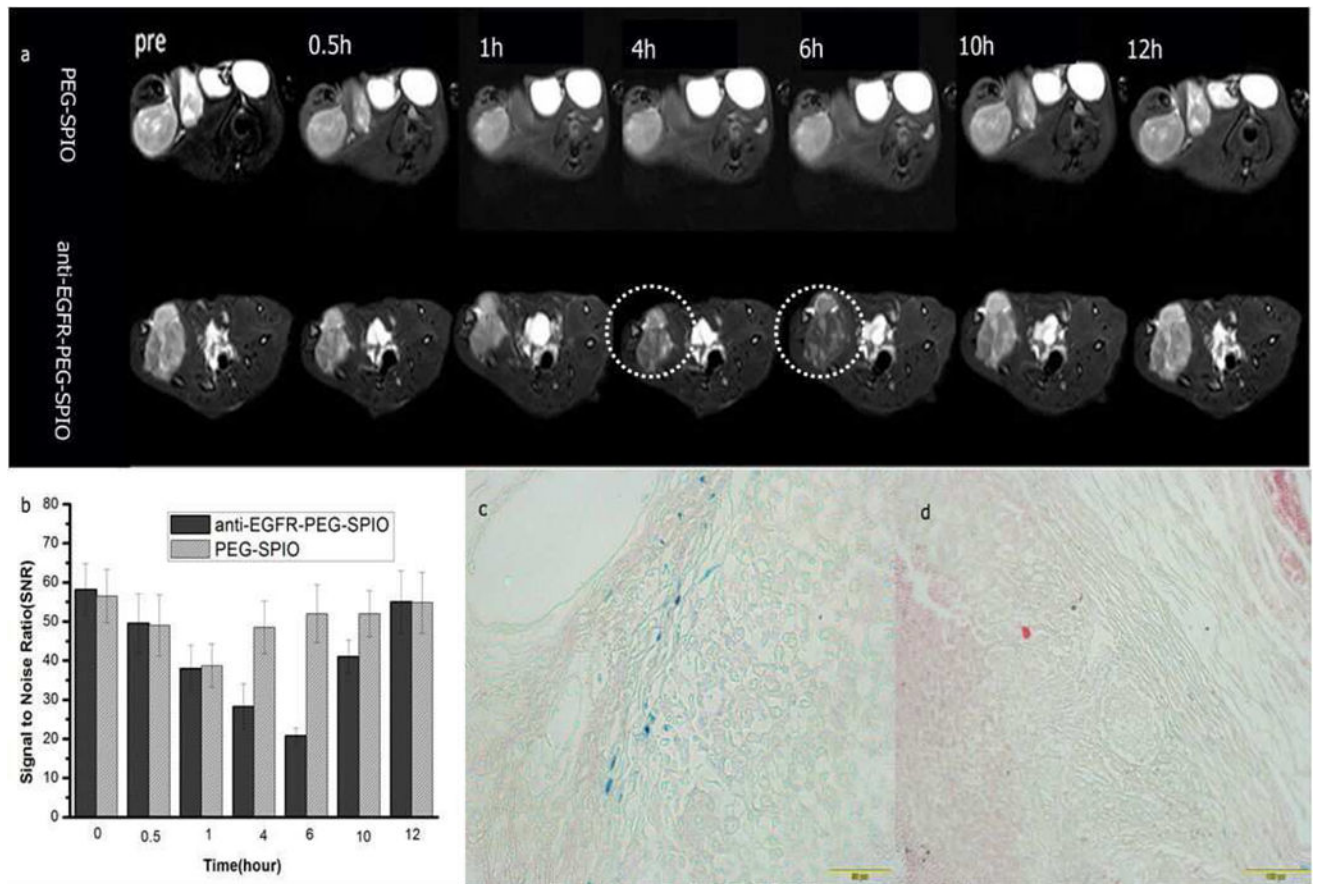 a
PEG-SPIO
anti-EGFR-PEG-SPIO
pre
0.5h
1h
4h
6h
10h
12h
b
anti-EGFR-PEG-SPIO
PEG-SPIO
Signal to Noise Ratio(SNR)
80
70
60
50
40
30
20
10
0
0
0.5
1
4
6
10
12
Time(hour)
c
d